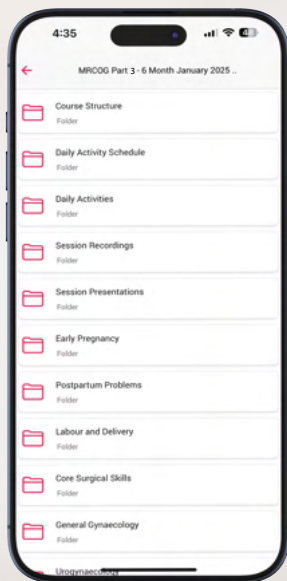 4:35
MRCOG Part 3 - 6 Month January 2025 ..
Course Structure
Folder
Daily Activity Schedule
Folder
Daily Activities
Folder
Session Recordings
Folder
Session Presentations
Folder
Early Pregnancy
Folder
Postpartum Problems
Folder
Labour and Delivery
Folder
Core Surgical Skills
Folder
General Gynaecology
Folder
Urogynaecology